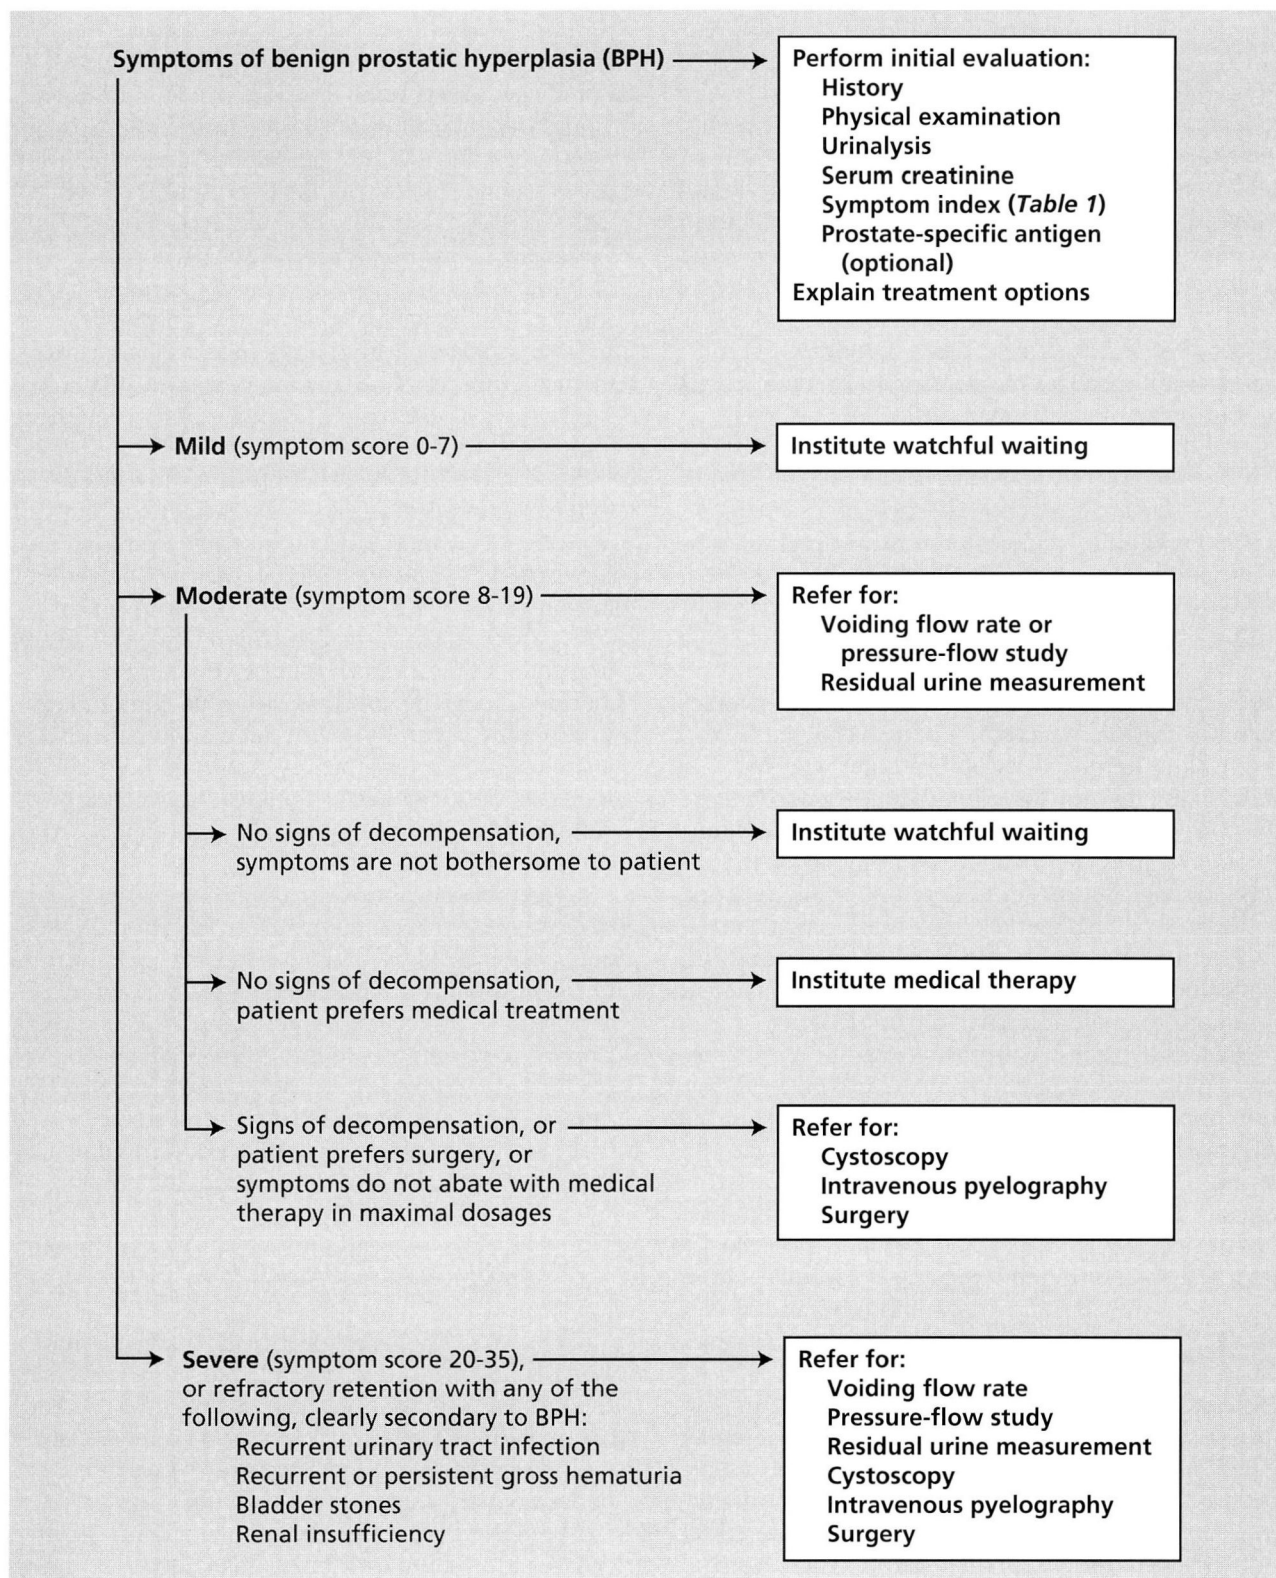 Symptoms of benign prostatic hyperplasia (BPH)
Perform initial evaluation:
History
Physical examination
Urinalysis
Serum creatinine
Symptom index (Table 1)
Prostate-specific antigen
(optional)
Explain treatment options
Mild (symptom score 0-7)
Institute watchful waiting
Moderate (symptom score 8-19)
Refer for:
Voiding flow rate or
pressure-flow study
Residual urine measurement
No signs of decompensation,
symptoms are not bothersome to patient
Institute watchful waiting
No signs of decompensation,
patient prefers medical treatment
Institute medical therapy
Signs of decompensation, or
patient prefers surgery, or
symptoms do not abate with medical
therapy in maximal dosages
Refer for:
Cystoscopy
Intravenous pyelography
Surgery
Severe (symptom score 20-35),
or refractory retention with any of the
following, clearly secondary to BPH:
Recurrent urinary tract infection
Recurrent or persistent gross hematuria
Bladder stones
Renal insufficiency
Refer for:
Voiding flow rate
Pressure-flow study
Residual urine measurement
Cystoscopy
Intravenous pyelography
Surgery